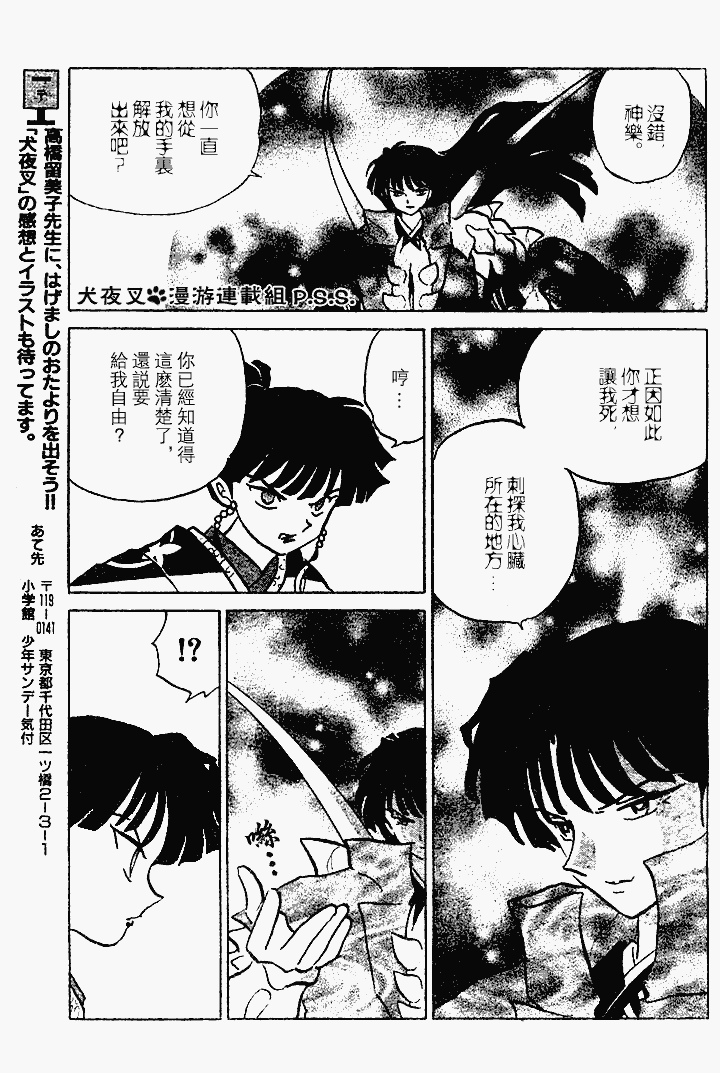 沒錯，
神樂。
你一直
想從
我的手裏
解放
出來吧？
犬夜叉 漫游連載組 P.S.S.
正因如此
你才想
讓我死，
刺探我心臟
所在的地方…
哼…
你已經知道得
這麼清楚了，
還説要
給我自由？
噝…
!?
高橋留美子先生に、はげましのおたよりを出そう!!
「犬夜叉」の感想とイラストも待ってます。
あて先
〒119-0141 東京都千代田区一ツ橋2-3-1
小学館 少年サンデー気付